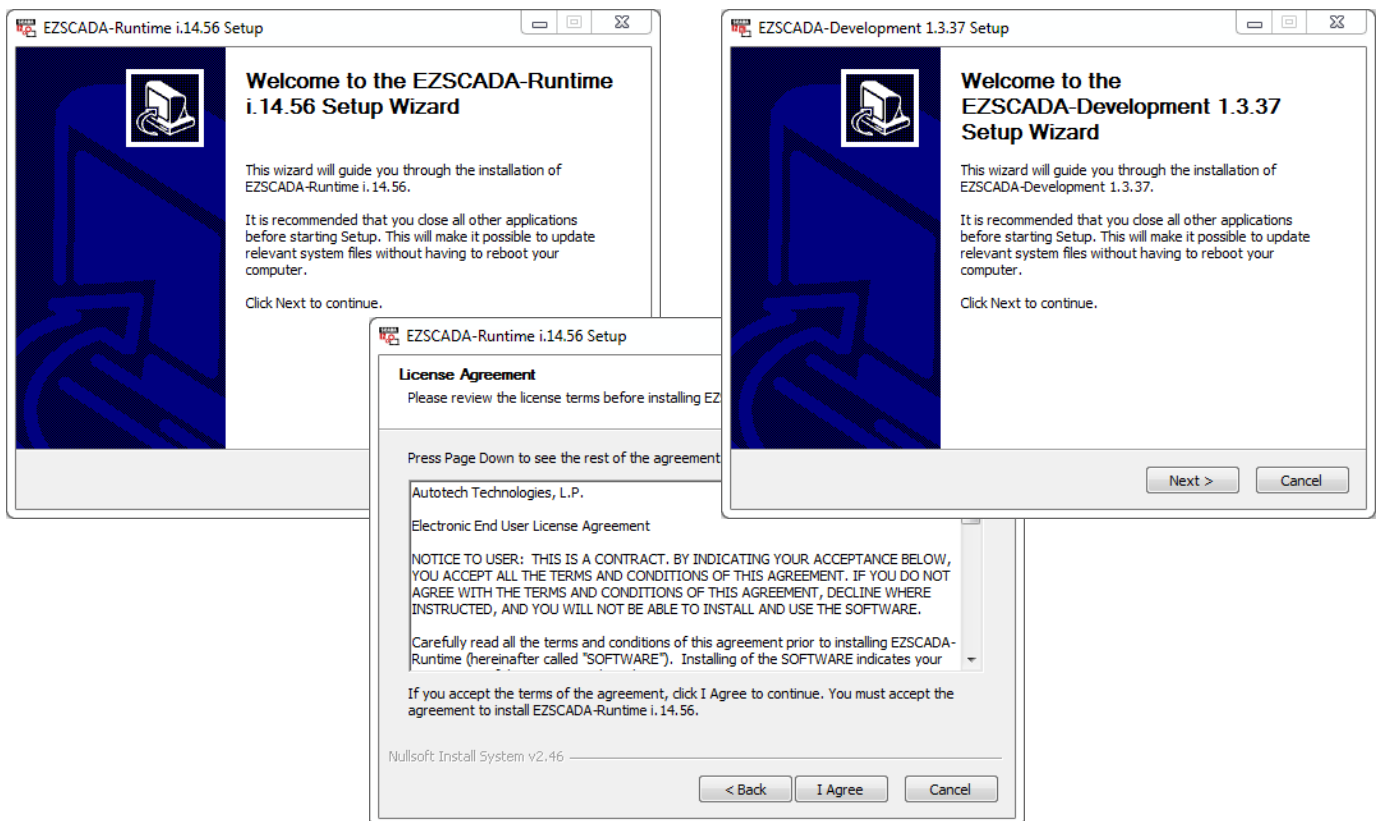 EZSCADA-Runtime i.14.56 Setup
Welcome to the EZSCADA-Runtime
i.14.56 Setup Wizard
This wizard will guide you through the installation of
EZSCADA-Runtime i.14.56.
It is recommended that you close all other applications
before starting Setup. This will make it possible to update
relevant system files without having to reboot your
computer.
Click Next to continue.
EZSCADA-Development 1.3.37 Setup
Welcome to the
EZSCADA-Development 1.3.37
Setup Wizard
This wizard will guide you through the installation of
EZSCADA-Development 1.3.37.
It is recommended that you close all other applications
before starting Setup. This will make it possible to update
relevant system files without having to reboot your
computer.
Click Next to continue.
Next >
Cancel
EZSCADA-Runtime i.14.56 Setup
License Agreement
Please review the license terms before installing EZ
Press Page Down to see the rest of the agreement
Autotech Technologies, L.P.
Electronic End User License Agreement
NOTICE TO USER: THIS IS A CONTRACT. BY INDICATING YOUR ACCEPTANCE BELOW,
YOU ACCEPT ALL THE TERMS AND CONDITIONS OF THIS AGREEMENT. IF YOU DO NOT
AGREE WITH THE TERMS AND CONDITIONS OF THIS AGREEMENT, DECLINE WHERE
INSTRUCTED, AND YOU WILL NOT BE ABLE TO INSTALL AND USE THE SOFTWARE.
Carefully read all the terms and conditions of this agreement prior to installing EZSCADA-
Runtime (hereinafter called "SOFTWARE"). Installing of the SOFTWARE indicates your
If you accept the terms of the agreement, click I Agree to continue. You must accept the
agreement to install EZSCADA-Runtime i.14.56.
Nullsoft Install System v2.46
< Back
I Agree
Cancel